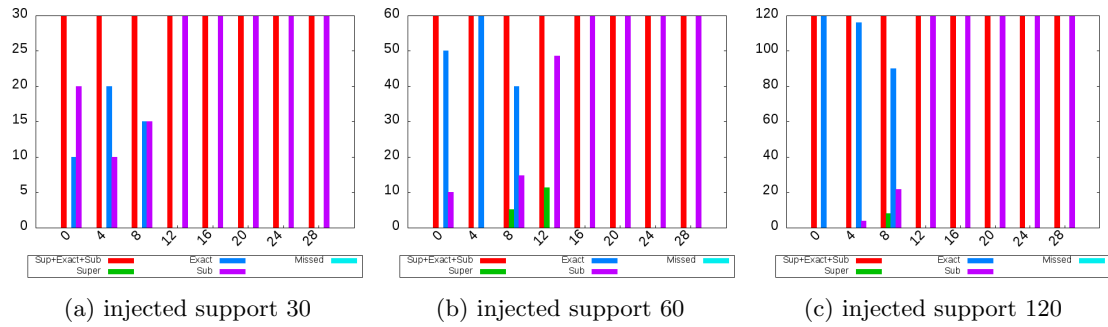 30
25
20
15
10
5
0
0 4 8 12 16 20 24 28
Sup+Exact+Sub Exact Missed
Super Sub
(a) injected support 30
60
50
40
30
20
10
0
0 4 8 12 16 20 24 28
Sup+Exact+Sub Exact Missed
Super Sub
(b) injected support 60
120
100
80
60
40
20
0
0 4 8 12 16 20 24 28
Sup+Exact+Sub Exact Missed
Super Sub
(c) injected support 120